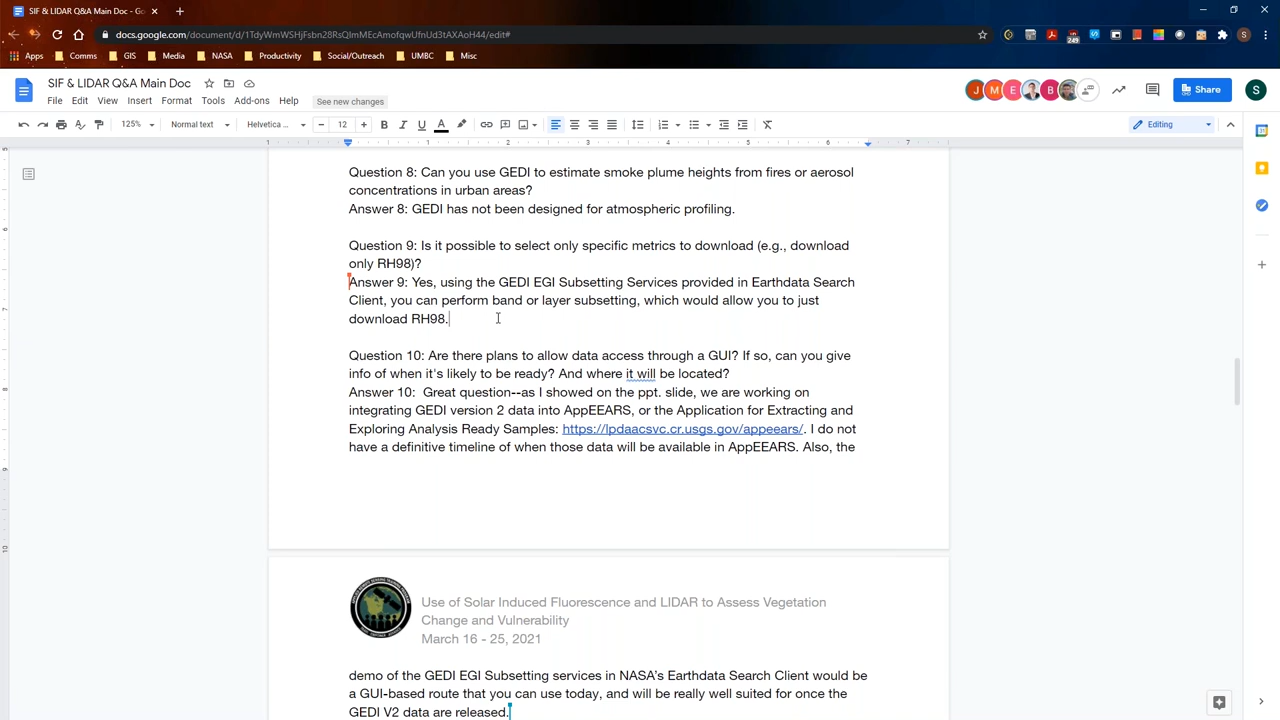 SIF & LIDAR Q&A Main Doc - Go
docs.google.com/document/d/1TdyWmWSHjFsbn28RsQImMEcAmofqwUfnUd3tAXAoH44/edit#
Apps Comms GIS Media NASA Productivity Social/Outreach UMBC Misc
SIF & LIDAR Q&A Main Doc
File Edit View Insert Format Tools Add-ons Help See new changes
J M E B Share S
125% Normal text Helvetica ... 12 B I U A Editing
1 1 2 3 4 5 6 7
Question 8: Can you use GEDI to estimate smoke plume heights from fires or aerosol
concentrations in urban areas?
Answer 8: GEDI has not been designed for atmospheric profiling.
Question 9: Is it possible to select only specific metrics to download (e.g., download
only RH98)?
Answer 9: Yes, using the GEDI EGI Subsetting Services provided in Earthdata Search
Client, you can perform band or layer subsetting, which would allow you to just
download RH98.
Question 10: Are there plans to allow data access through a GUI? If so, can you give
info of when it's likely to be ready? And where it will be located?
Answer 10:  Great question--as I showed on the ppt. slide, we are working on
integrating GEDI version 2 data into AppEEARS, or the Application for Extracting and
Exploring Analysis Ready Samples: https://lpdaacsvc.cr.usgs.gov/appeears/. I do not
have a definitive timeline of when those data will be available in AppEEARS. Also, the
Use of Solar Induced Fluorescence and LIDAR to Assess Vegetation
Change and Vulnerability
March 16 - 25, 2021
demo of the GEDI EGI Subsetting services in NASA's Earthdata Search Client would be
a GUI-based route that you can use today, and will be really well suited for once the
GEDI V2 data are released.